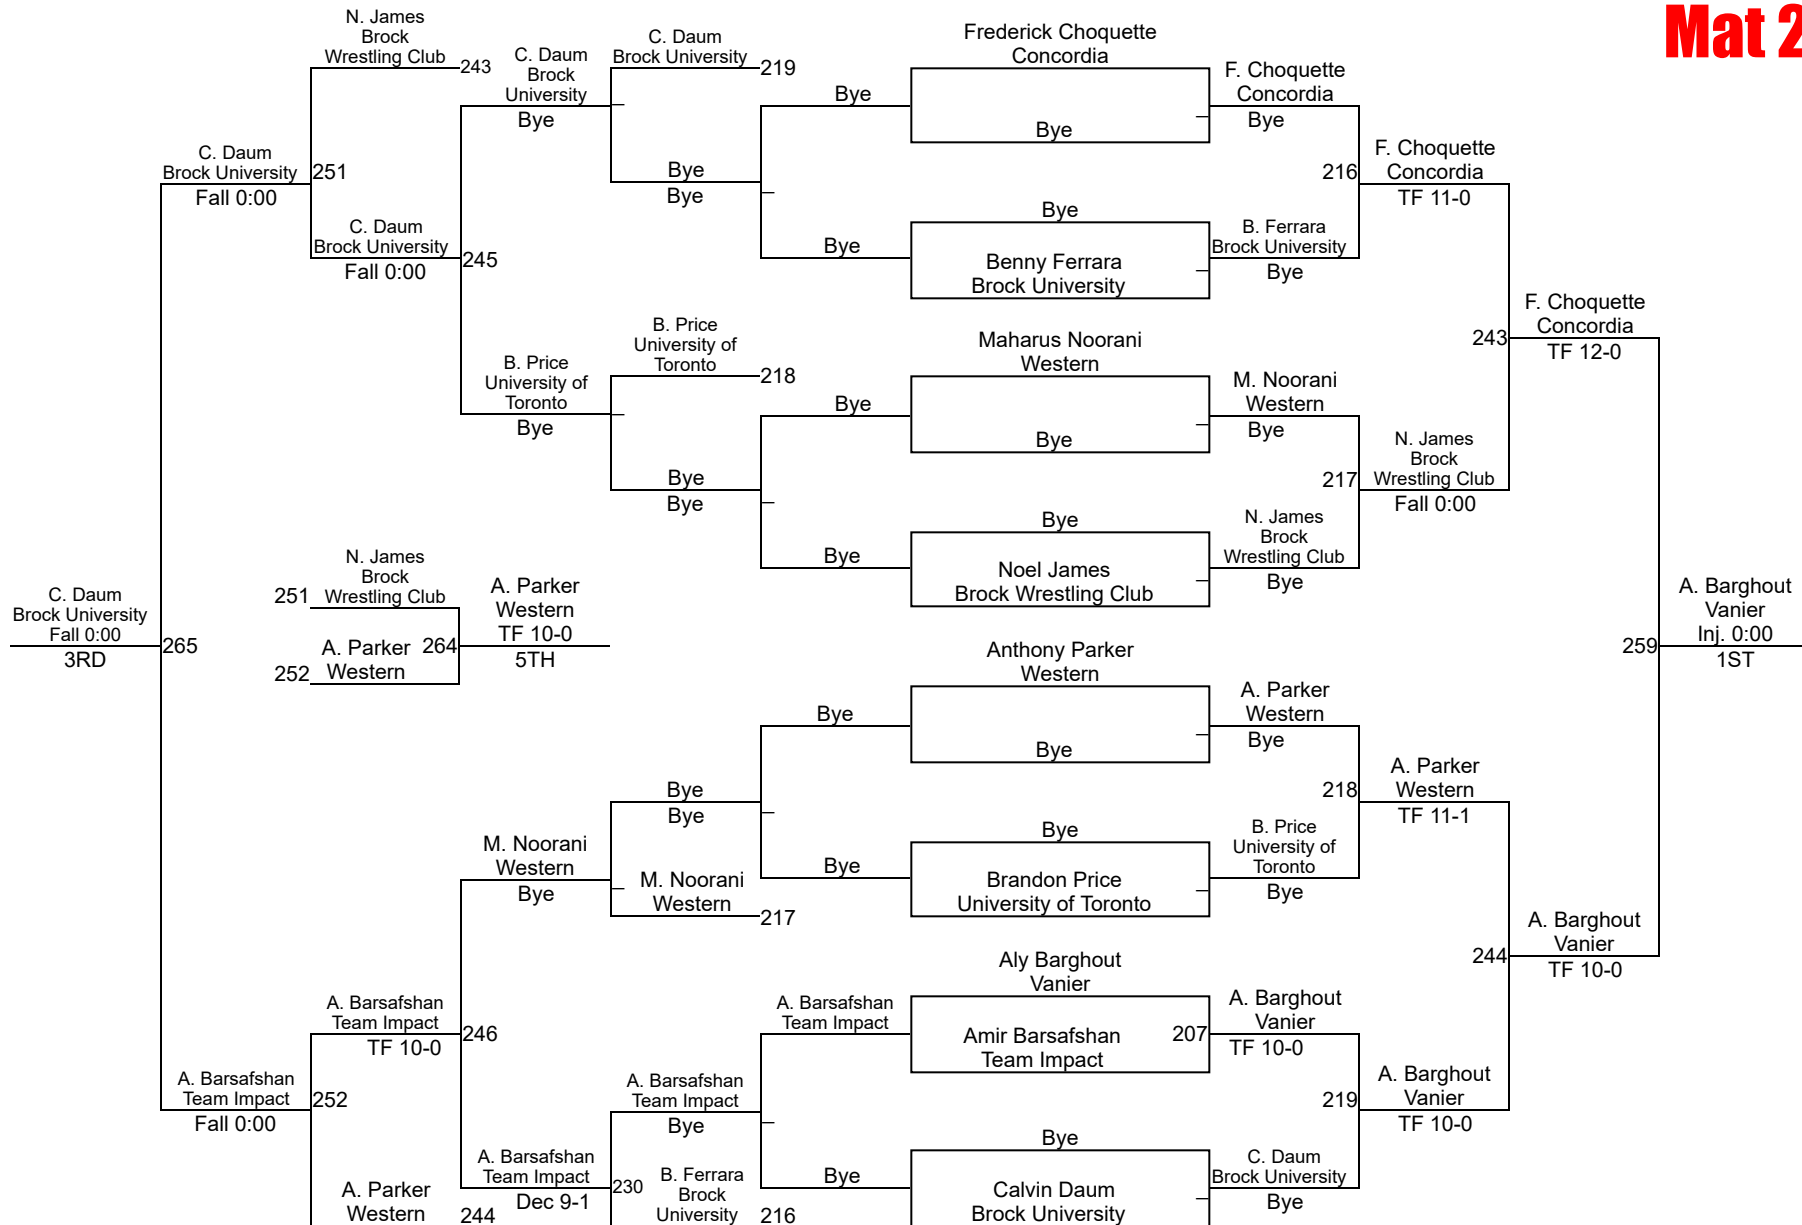 Mat 2
N. James
Brock
Wrestling Club
243
C. Daum
Brock
University
Bye
C. Daum
Brock University
219
Bye
Frederick Choquette
Concordia
Bye
F. Choquette
Concordia
Bye
C. Daum
Brock University
251
Fall 0:00
Bye
Bye
216
F. Choquette
Concordia
TF 11-0
C. Daum
Brock University
245
Fall 0:00
Bye
Bye
Benny Ferrara
Brock University
B. Ferrara
Brock University
Bye
B. Price
University of
Toronto
218
B. Price
University of
Toronto
Bye
Maharus Noorani
Western
Bye
Bye
M. Noorani
Western
Bye
243
F. Choquette
Concordia
TF 12-0
Bye
Bye
217
N. James
Brock
Wrestling Club
Fall 0:00
Bye
Bye
Noel James
Brock Wrestling Club
N. James
Brock
Wrestling Club
Bye
C. Daum
Brock University
Fall 0:00
3RD
265
251
N. James
Brock
Wrestling Club
252
A. Parker
Western
264
A. Parker
Western
TF 10-0
5TH
259
A. Barghout
Vanier
Inj. 0:00
1ST
Anthony Parker
Western
Bye
Bye
A. Parker
Western
Bye
Bye
Bye
218
A. Parker
Western
TF 11-1
M. Noorani
Western
Bye
M. Noorani
Western
217
Bye
Bye
Brandon Price
University of Toronto
B. Price
University of
Toronto
Bye
244
A. Barghout
Vanier
TF 10-0
A. Barsafshan
Team Impact
TF 10-0
246
A. Barsafshan
Team Impact
Aly Barghout
Vanier
Amir Barsafshan
Team Impact
207
A. Barghout
Vanier
TF 10-0
A. Barsafshan
Team Impact
Fall 0:00
252
A. Barsafshan
Team Impact
Bye
219
A. Barghout
Vanier
TF 10-0
A. Parker
Western
244
A. Barsafshan
Team Impact
Dec 9-1
230
B. Ferrara
Brock
University
216
Bye
Bye
Calvin Daum
Brock University
C. Daum
Brock University
Bye